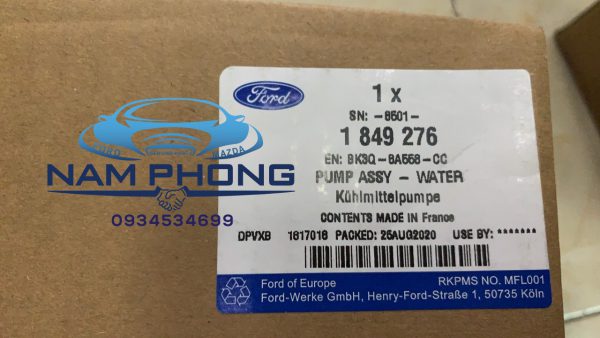 Ford
1 x
SN: -8501-
1 849 276
EN: BK3Q-8A558-CC
PUMP ASSY - WATER
Kühlmittelpumpe
CONTENTS MADE IN France
DPVXB 1817018 PACKED: 25AUG2020 USE BY: *******
Ford of Europe RKPMS NO. MFL001
Ford-Werke GmbH, Henry-Ford-Straße 1, 50735 Köln
FORD MAZDA
NAM PHONG
0934534699